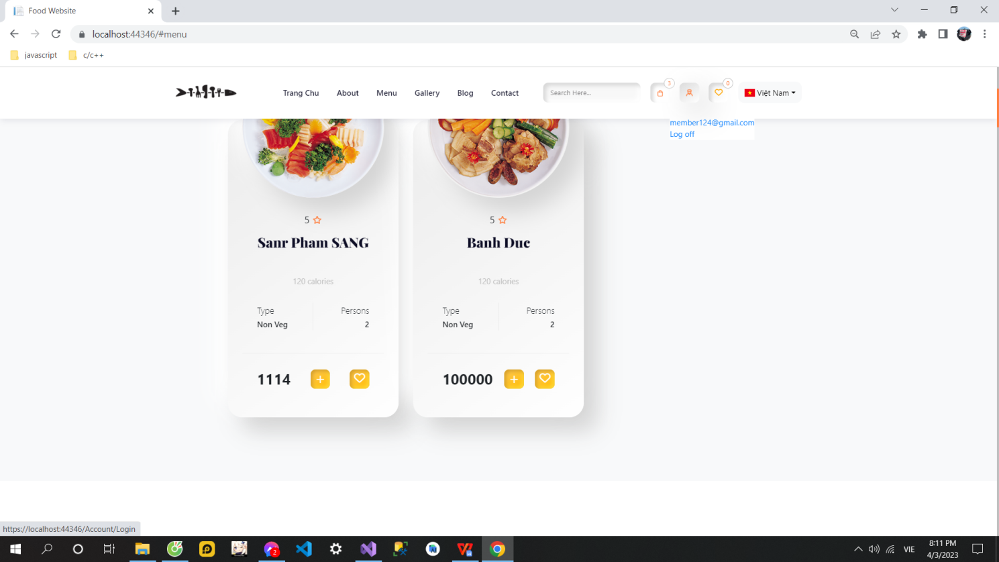 Food Website
localhost:44346/#menu
javascript
c/c++
Trang Chu
About
Menu
Gallery
Blog
Contact
Search Here...
3
0
Việt Nam
member124@gmail.com
Log off
5
5
Sanr Pham SANG
Banh Duc
120 calories
120 calories
Type
Persons
Type
Persons
Non Veg
2
Non Veg
2
1114
100000
https://localhost:44346/Account/Login
2
VIE
8:11 PM
4/3/2023